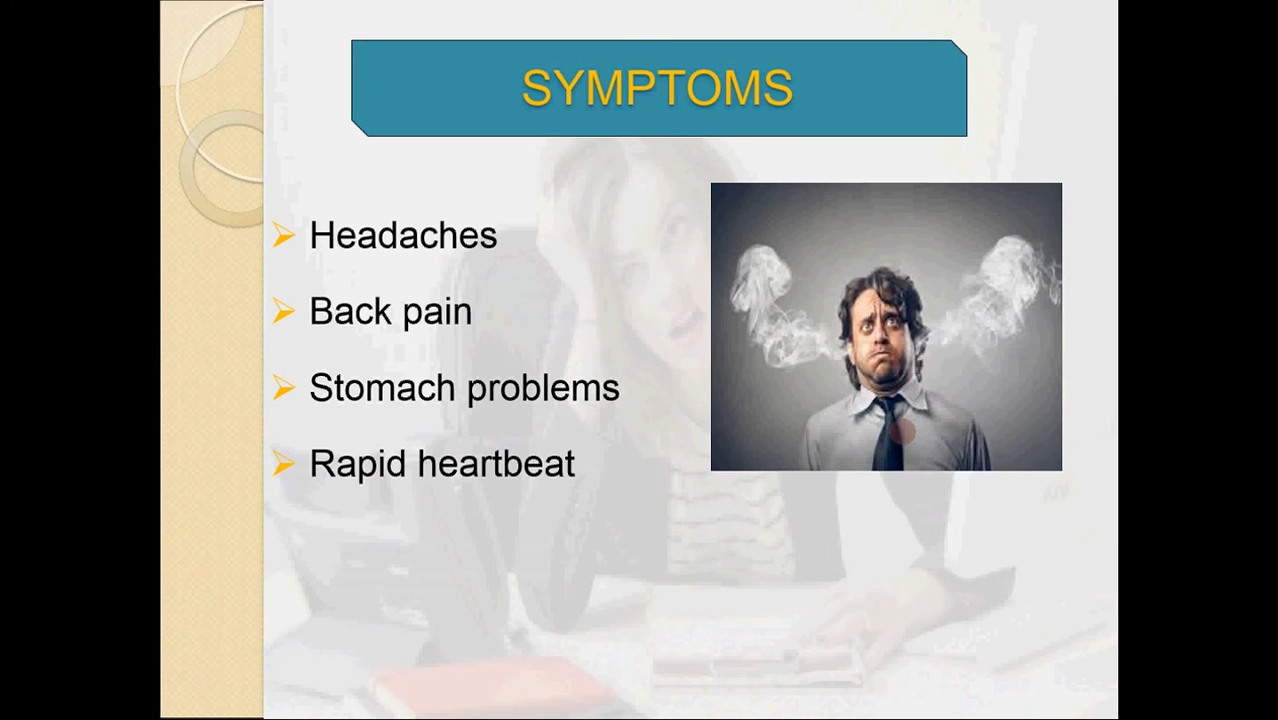 SYMPTOMS
Headaches
Back pain
Stomach problems
Rapid heartbeat